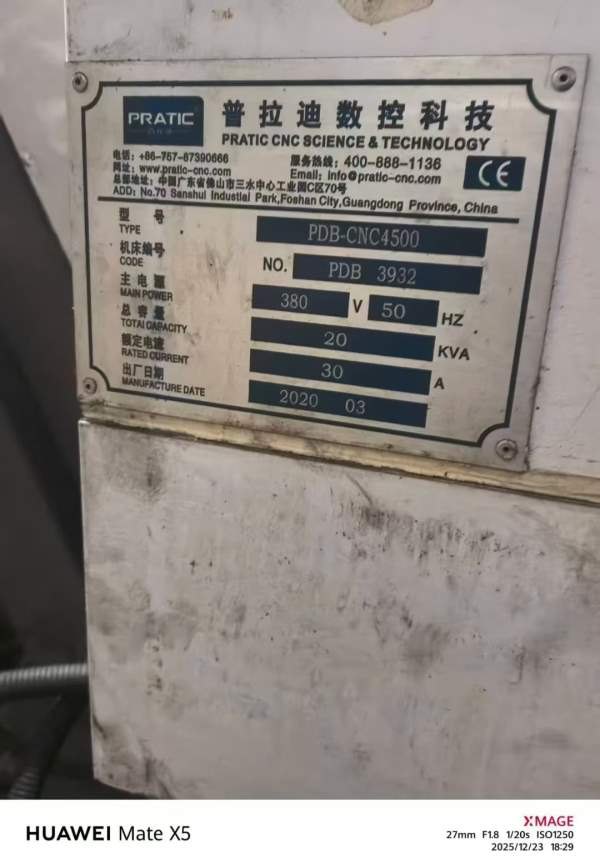 PRATIC
普拉迪数控科技
PRATIC CNC SCIENCE & TECHNOLOGY
电话: +86-757-87390666 服务热线: 400-888-1136
网址: www.pratic-cnc.com Email: info@pratic-cnc.com
总部地址: 中国广东省佛山市三水中心工业园C区70号
ADD: No.70 Sanshui Industial Park,Foshan City,Guangdong Province, China
CE
型号 PDB-CNC4500
TYPE
机床编号 NO. PDB 3932
CODE
主电源 380 V 50 HZ
MAIN POWER
总容量 20 KVA
TOTAL CAPACITY
额定电流 30 A
RATED CURRENT
出厂日期 2020 03
MANUFACTURE DATE
HUAWEI Mate X5
XMAGE
27mm F1.8 1/20s ISO1250
2025/12/23 18:29